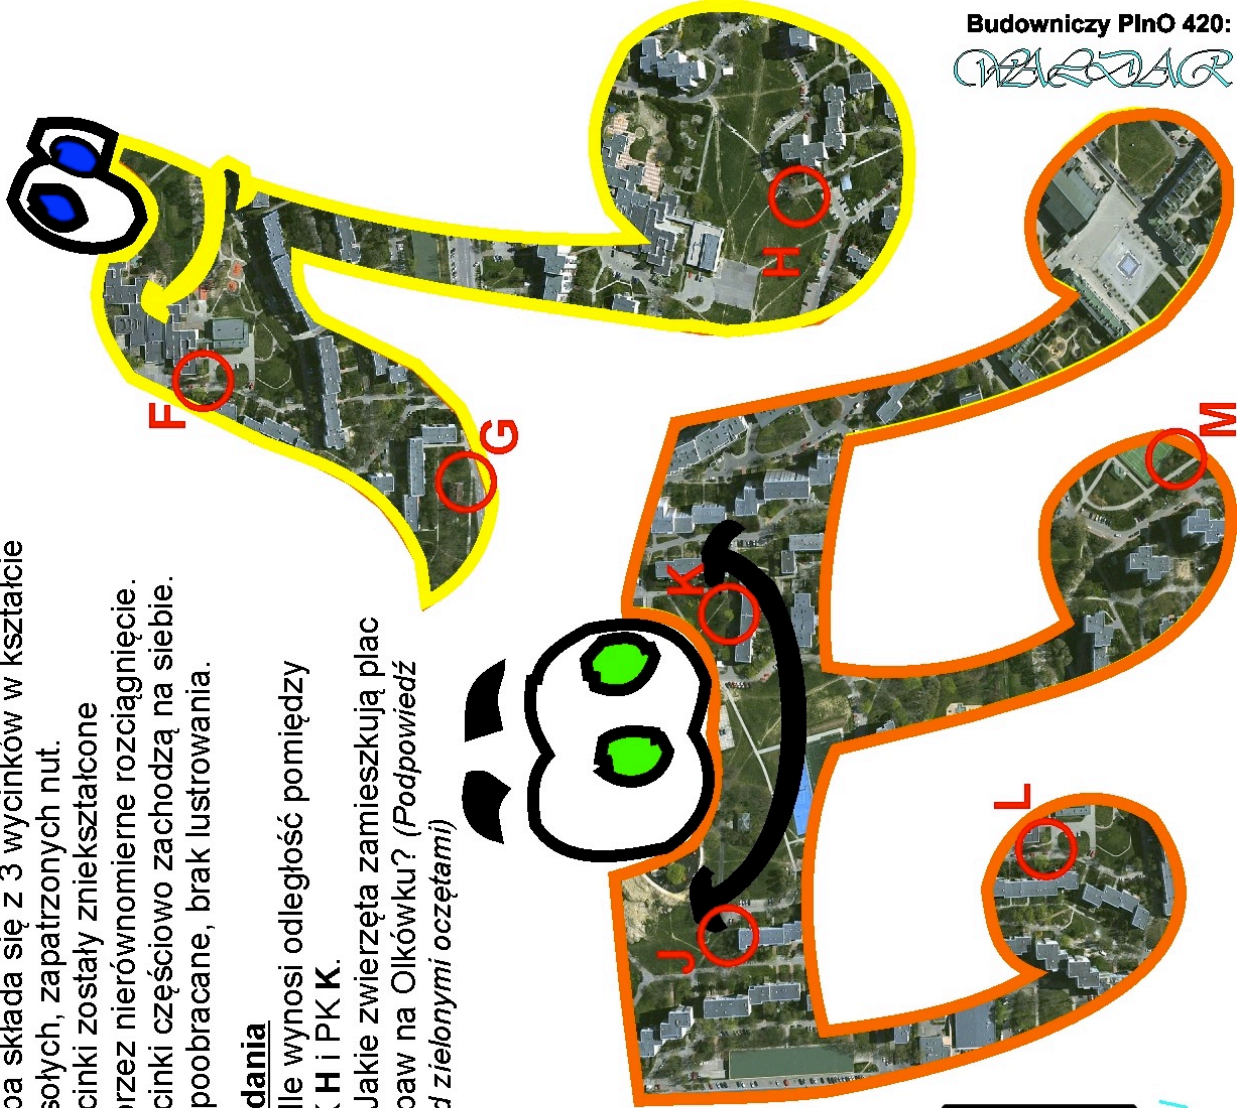 pa składa się z 3 wycinków w kształcie
sołych, zapatrzonych nut.
cinki zostały zniekształcone
przez nierównomierne rozciągnięcie.
cinki częściowo zachodzą na siebie.
poobracane, brak lustrowania.
dania
lle wynosi odległość pomiędzy
K H i PK K.
Jakie zwierzęta zamieszkują plac
baw na Olkówku? (Podpowiedź
d zielonymi oczętami)
Budowniczy PInO 420:
WALDAR
F
G
H
J
K
L
M